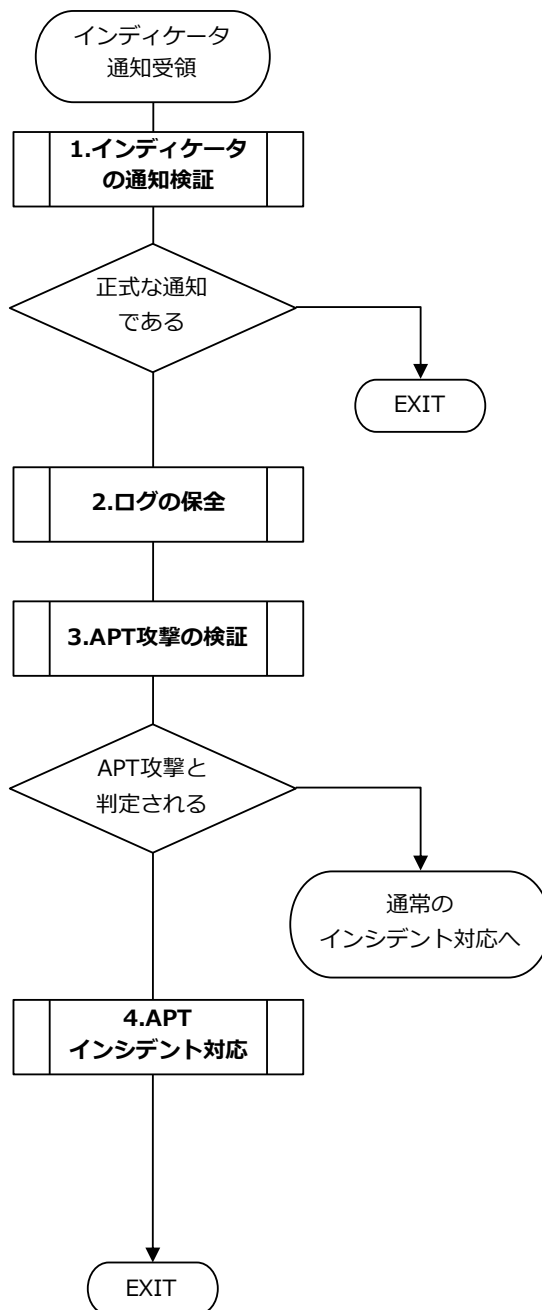 インディケータ
通知受領
1.インディケータ
の通知検証
正式な通知
である
EXIT
2.ログの保全
3.APT攻撃の検証
APT攻撃と
判定される
通常の
インシデント対応へ
4.APT
インシデント対応
EXIT